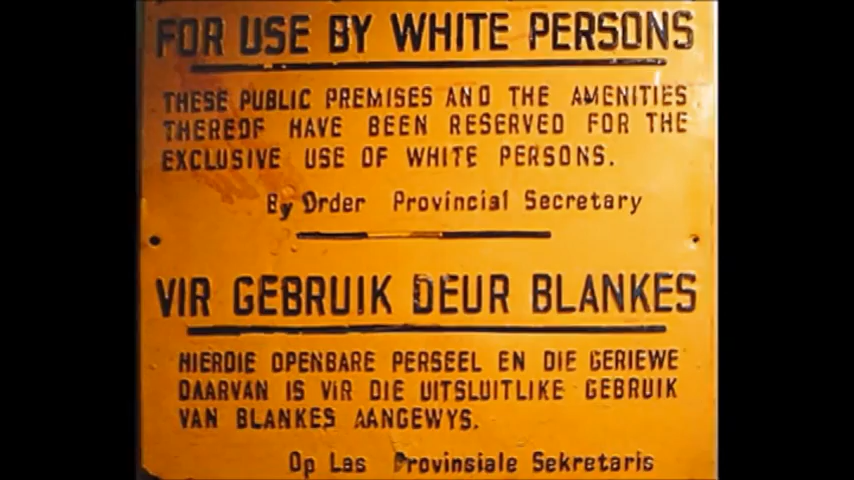 FOR USE BY WHITE PERSONS
THESE PUBLIC PREMISES AND THE AMENITIES
THEREOF HAVE BEEN RESERVED FOR THE
EXCLUSIVE USE OF WHITE PERSONS.
By Order Provincial Secretary
VIR GEBRUIK DEUR BLANKES
HIERDIE OPENBARE PERSEEL EN DIE GERIEWE
DAARVAN IS VIR DIE UITSLUITLIKE GEBRUIK
VAN BLANKES AANGEWYS.
Op Las Provinsiale Sekretaris